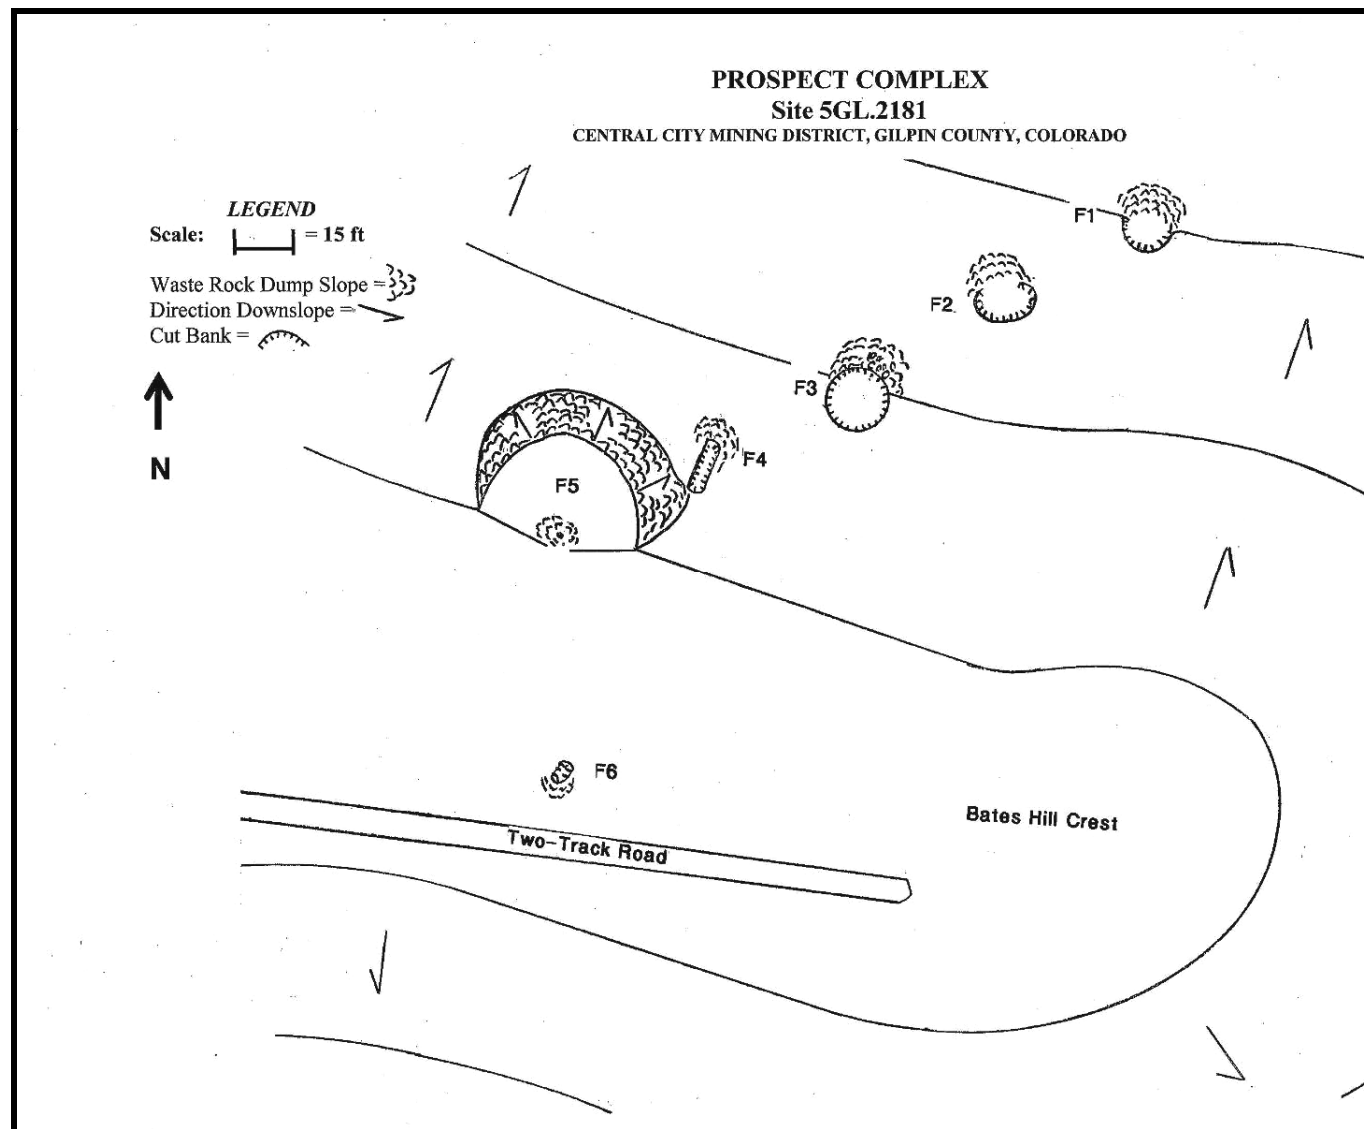 PROSPECT COMPLEX
Site 5GL.2181
CENTRAL CITY MINING DISTRICT, GILPIN COUNTY, COLORADO
LEGEND
Scale: = 15 ft
Waste Rock Dump Slope =
Direction Downslope =
Cut Bank =
N
F1
F2
F3
F4
F5
F6
Two-Track Road
Bates Hill Crest